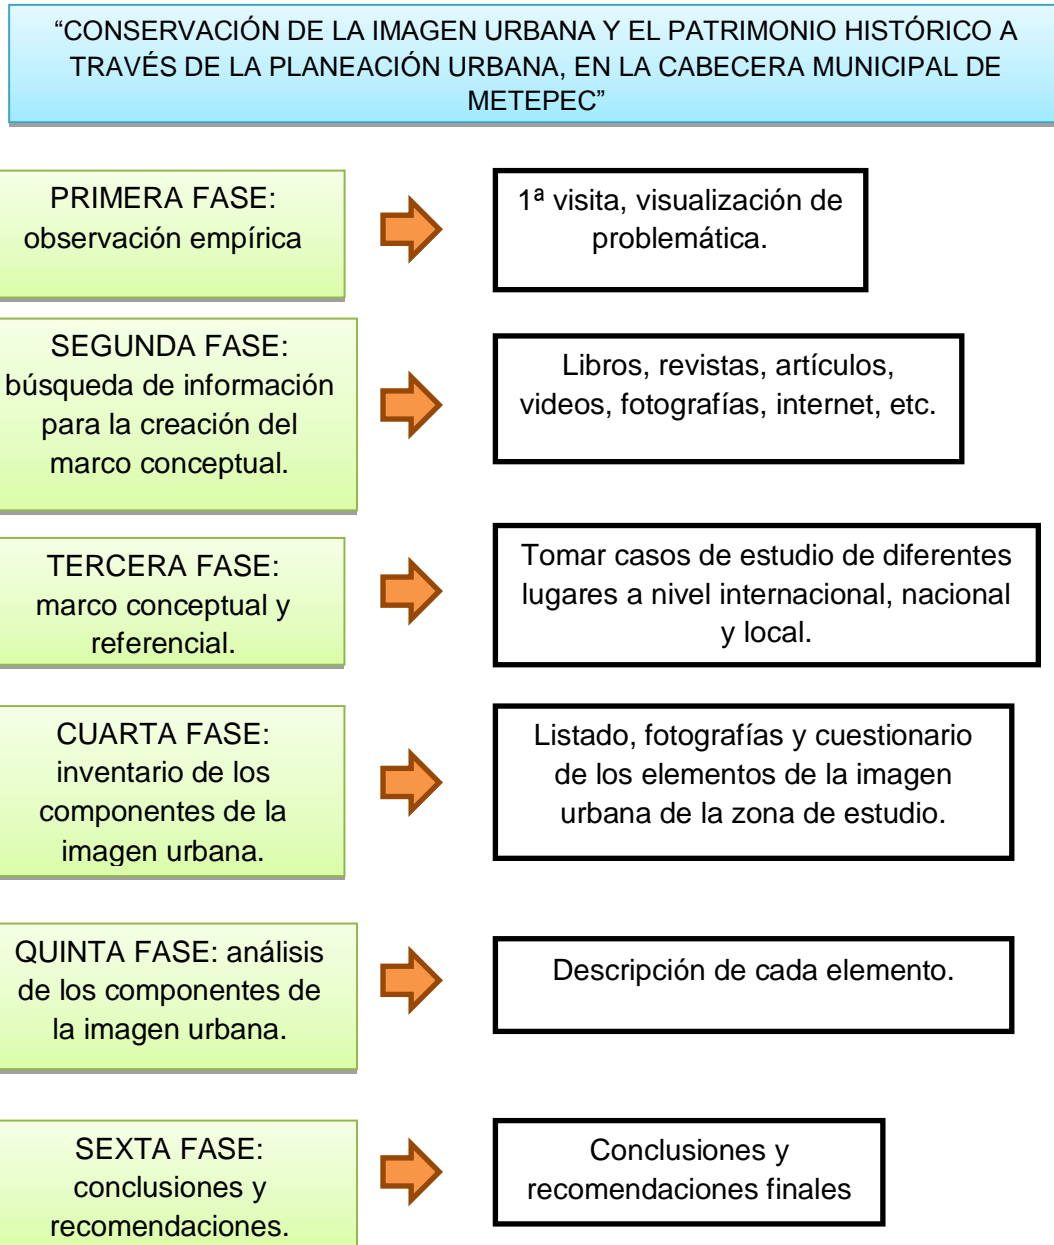 “CONSERVACIÓN DE LA IMAGEN URBANA Y EL PATRIMONIO HISTÓRICO A
TRAVÉS DE LA PLANEACIÓN URBANA, EN LA CABECERA MUNICIPAL DE
METEPEC”
PRIMERA FASE:
observación empírica
1ª visita, visualización de
problemática.
SEGUNDA FASE:
búsqueda de información
para la creación del
marco conceptual.
Libros, revistas, artículos,
videos, fotografías, internet, etc.
TERCERA FASE:
marco conceptual y
referencial.
Tomar casos de estudio de diferentes
lugares a nivel internacional, nacional
y local.
CUARTA FASE:
inventario de los
componentes de la
imagen urbana.
Listado, fotografías y cuestionario
de los elementos de la imagen
urbana de la zona de estudio.
QUINTA FASE: análisis
de los componentes de
la imagen urbana.
Descripción de cada elemento.
SEXTA FASE:
conclusiones y
recomendaciones.
Conclusiones y
recomendaciones finales